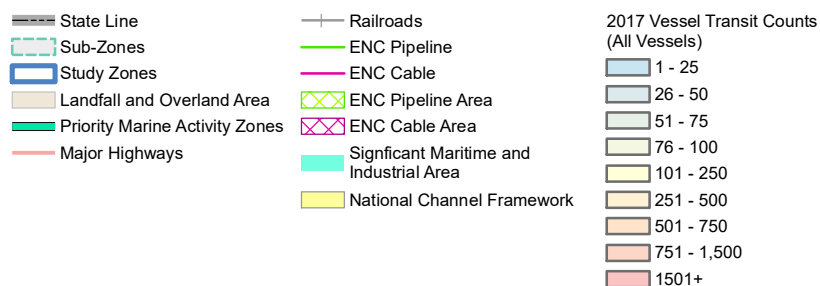 State Line
Sub-Zones
Study Zones
Landfall and Overland Area
Priority Marine Activity Zones
Major Highways
Railroads
ENC Pipeline
ENC Cable
ENC Pipeline Area
ENC Cable Area
Signficant Maritime and
Industrial Area
National Channel Framework
2017 Vessel Transit Counts
(All Vessels)
1 - 25
26 - 50
51 - 75
76 - 100
101 - 250
251 - 500
501 - 750
751 - 1,500
1501+